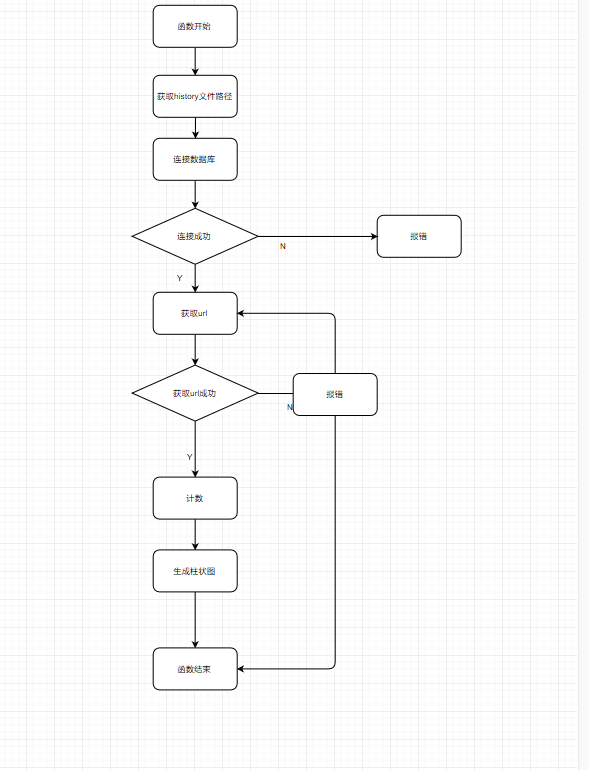 函数开始
获取history文件路径
连接数据库
连接成功
N
报错
Y
获取url
获取url成功
N
报错
Y
计数
生成柱状图
函数结束